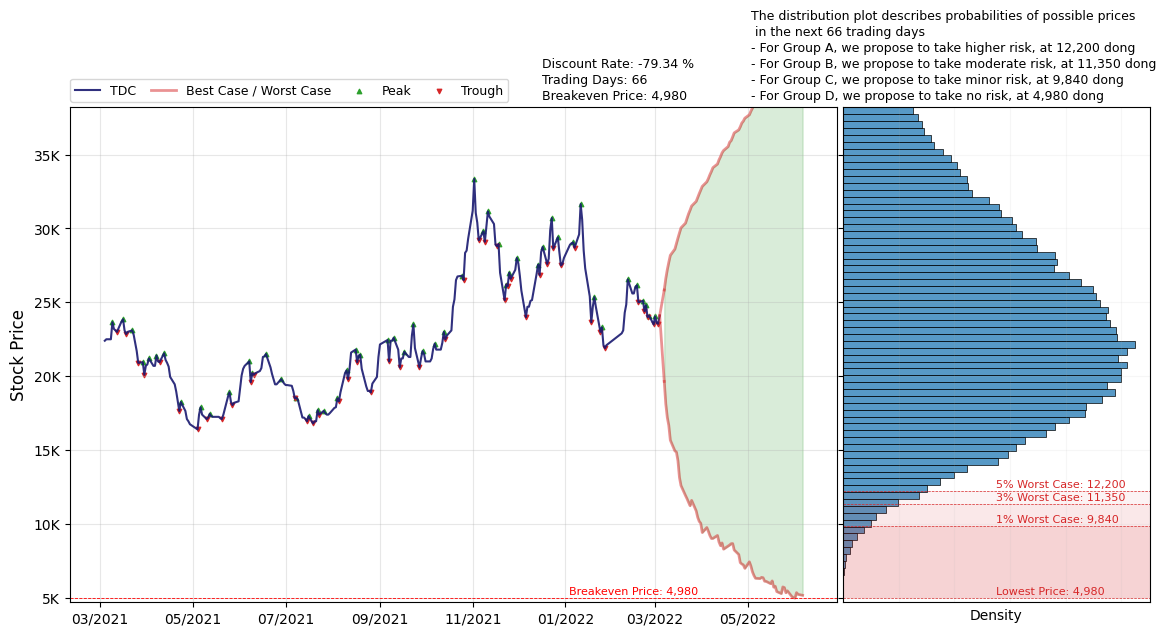 The distribution plot describes probabilities of possible prices
in the next 66 trading days
- For Group A, we propose to take higher risk, at 12,200 dong
- For Group B, we propose to take moderate risk, at 11,350 dong
- For Group C, we propose to take minor risk, at 9,840 dong
- For Group D, we propose to take no risk, at 4,980 dong
Discount Rate: -79.34 %
Trading Days: 66
Breakeven Price: 4,980
TDC
Best Case / Worst Case
Peak
Trough
Stock Price
35K
30K
25K
20K
15K
10K
5K
Breakeven Price: 4,980
5% Worst Case: 12,200
3% Worst Case: 11,350
1% Worst Case: 9,840
Lowest Price: 4,980
03/2021
05/2021
07/2021
09/2021
11/2021
01/2022
03/2022
05/2022
Density